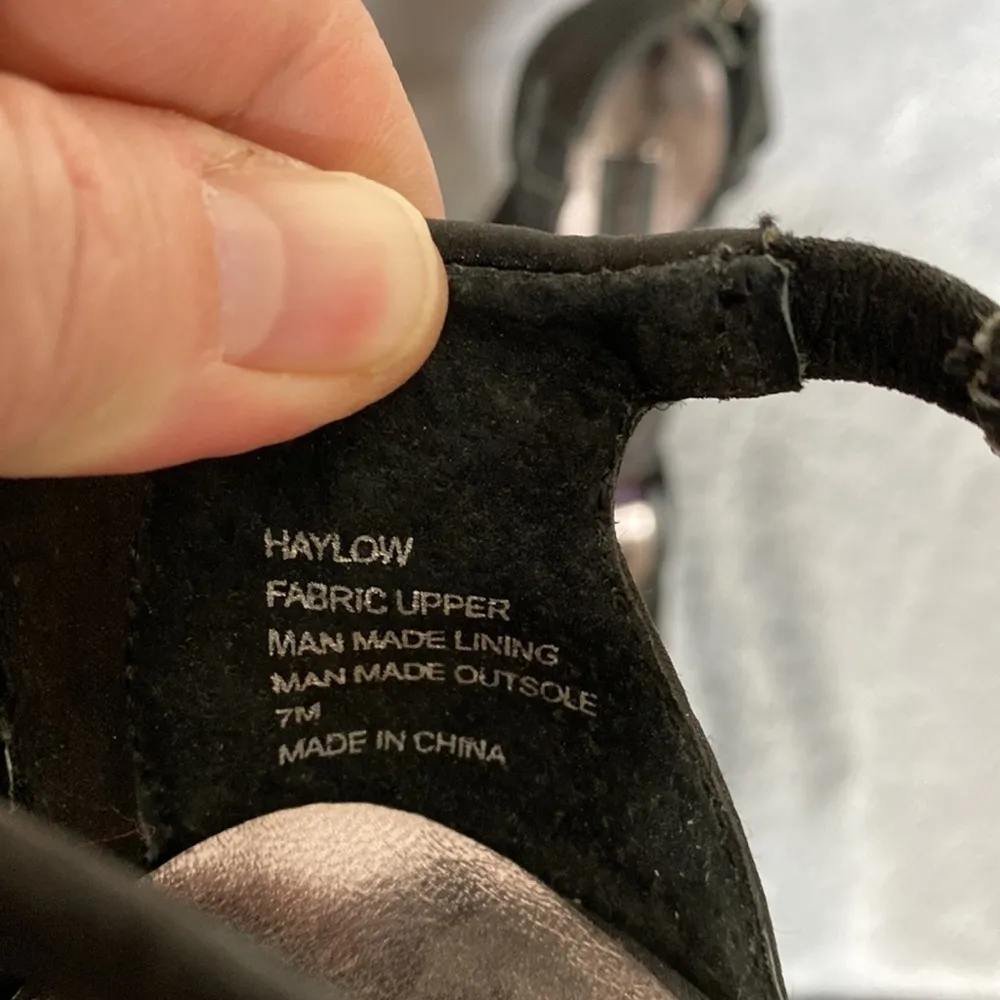 HAYLOW
FABRIC UPPER
MAN MADE LINING
MAN MADE OUTSOLE
7M
MADE IN CHINA